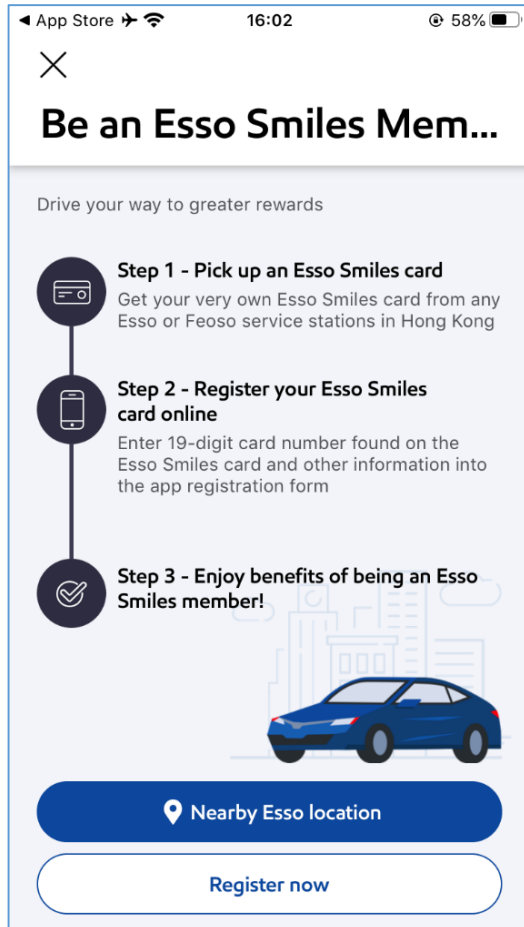 App Store
16:02
58%
Be an Esso Smiles Mem...
Drive your way to greater rewards
Step 1 - Pick up an Esso Smiles card
Get your very own Esso Smiles card from any
Esso or Feoso service stations in Hong Kong
Step 2 - Register your Esso Smiles
card online
Enter 19-digit card number found on the
Esso Smiles card and other information into
the app registration form
Step 3 - Enjoy benefits of being an Esso
Smiles member!
Nearby Esso location
Register now